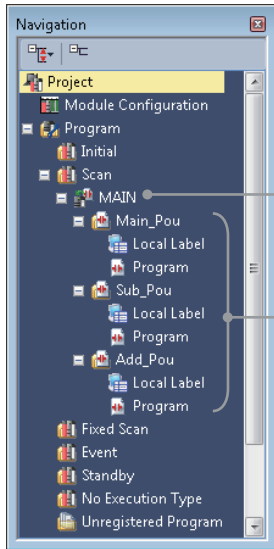 Navigation
Project
Module Configuration
Program
Initial
Scan
MAIN
Main_Pou
Local Label
Program
Sub_Pou
Local Label
Program
Add_Pou
Local Label
Program
Fixed Scan
Event
Standby
No Execution Type
Unregistered Program